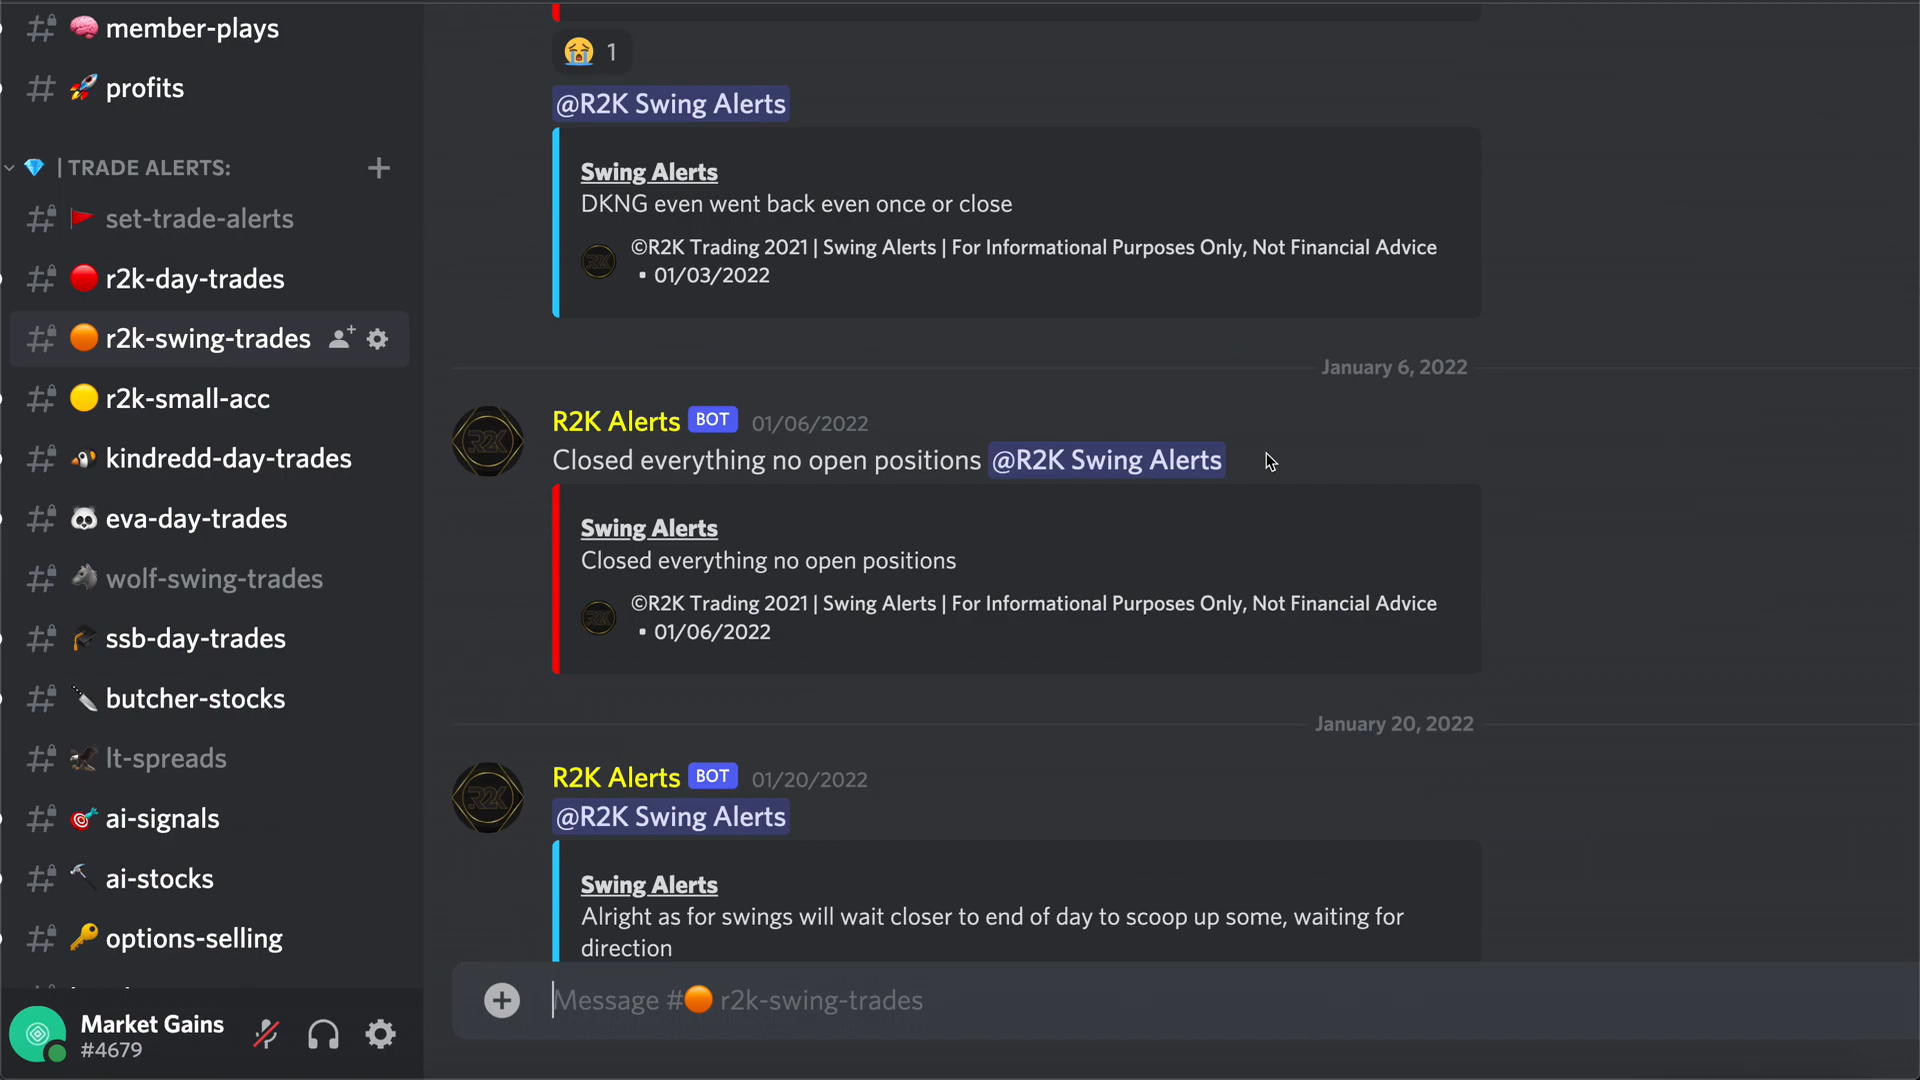 member-plays
profits
| TRADE ALERTS:
set-trade-alerts
r2k-day-trades
r2k-swing-trades
r2k-small-acc
kindredd-day-trades
eva-day-trades
wolf-swing-trades
ssb-day-trades
butcher-stocks
lt-spreads
ai-signals
ai-stocks
options-selling
Market Gains
#4679
1
@R2K Swing Alerts
Swing Alerts
DKNG even went back even once or close
©R2K Trading 2021 | Swing Alerts | For Informational Purposes Only, Not Financial Advice
• 01/03/2022
January 6, 2022
R2K Alerts BOT 01/06/2022
Closed everything no open positions @R2K Swing Alerts
Swing Alerts
Closed everything no open positions
©R2K Trading 2021 | Swing Alerts | For Informational Purposes Only, Not Financial Advice
• 01/06/2022
January 20, 2022
R2K Alerts BOT 01/20/2022
@R2K Swing Alerts
Swing Alerts
Alright as for swings will wait closer to end of day to scoop up some, waiting for
direction
Message #🟠 r2k-swing-trades
R2K
R2K